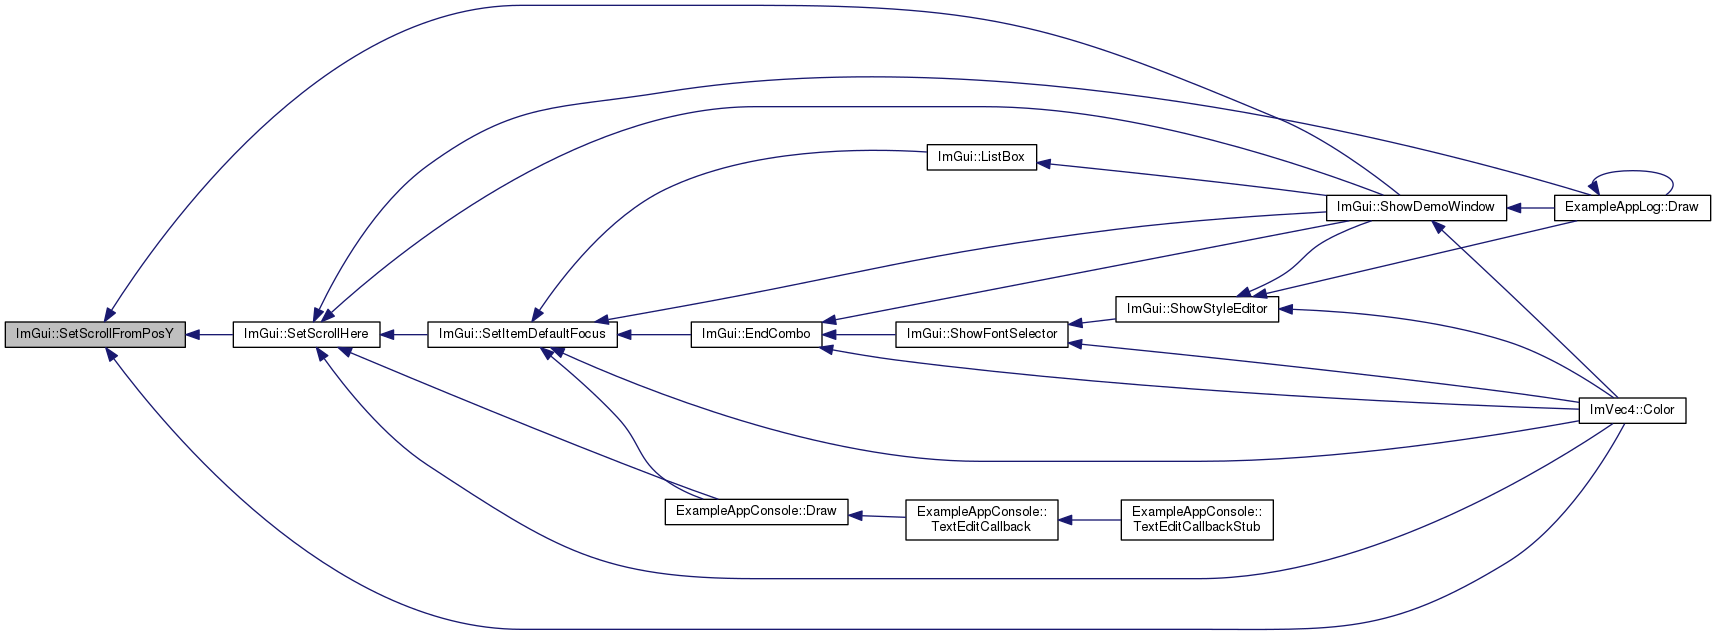 ImGui::SetScrollFromPosY
ImGui::SetScrollHere
ImGui::SetItemDefaultFocus
ImGui::ListBox
ImGui::EndCombo
ImGui::ShowFontSelector
ImGui::ShowStyleEditor
ImGui::ShowDemoWindow
ExampleAppLog::Draw
ImVec4::Color
ExampleAppConsole::Draw
ExampleAppConsole::
TextEditCallback
ExampleAppConsole::
TextEditCallbackStub